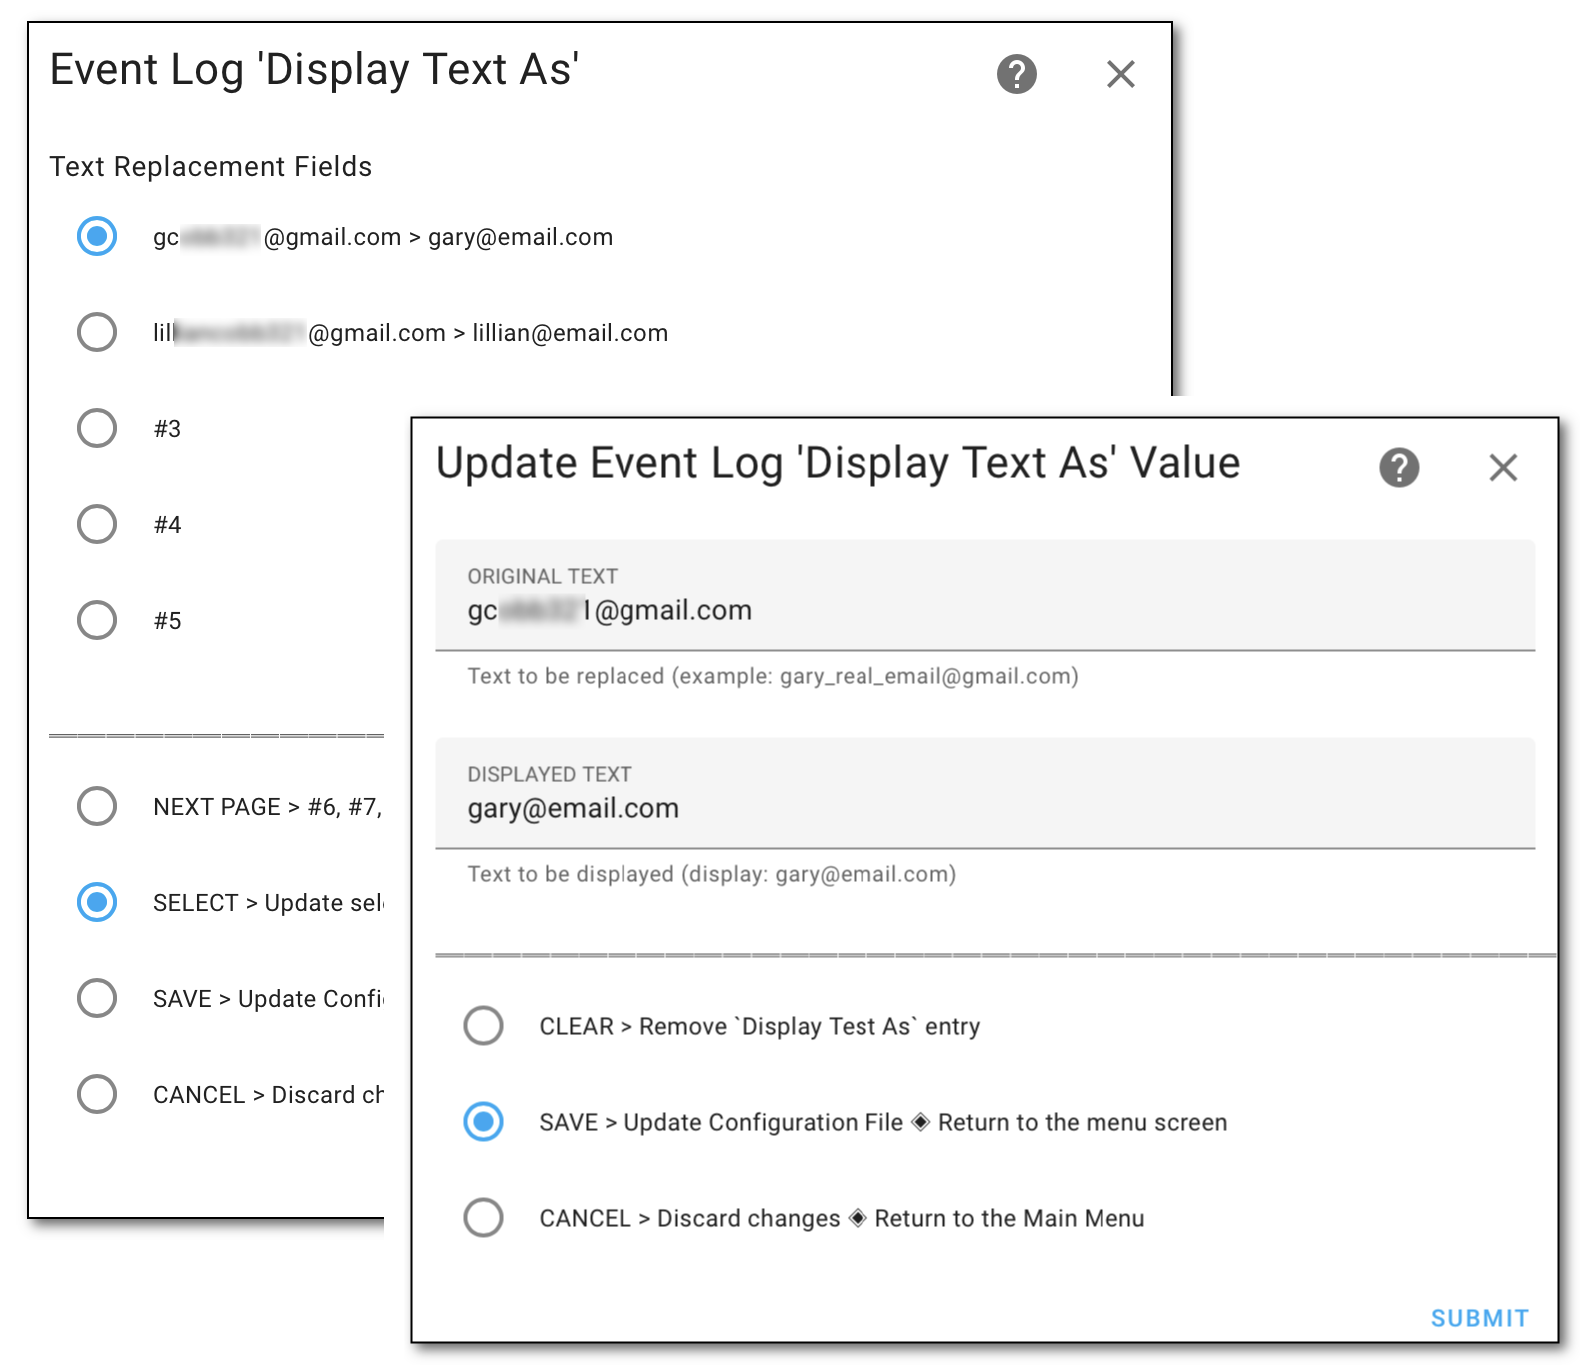 Event Log 'Display Text As'
Text Replacement Fields
gc @gmail.com > gary@email.com
lil @gmail.com > lillian@email.com
#3
#4
#5
NEXT PAGE > #6, #7,
SELECT > Update sel
SAVE > Update Confi
CANCEL > Discard ch
Update Event Log 'Display Text As' Value
ORIGINAL TEXT
gc 1@gmail.com
Text to be replaced (example: gary_real_email@gmail.com)
DISPLAYED TEXT
gary@email.com
Text to be displayed (display: gary@email.com)
CLEAR > Remove `Display Test As` entry
SAVE > Update Configuration File ◈ Return to the menu screen
CANCEL > Discard changes ◈ Return to the Main Menu
SUBMIT